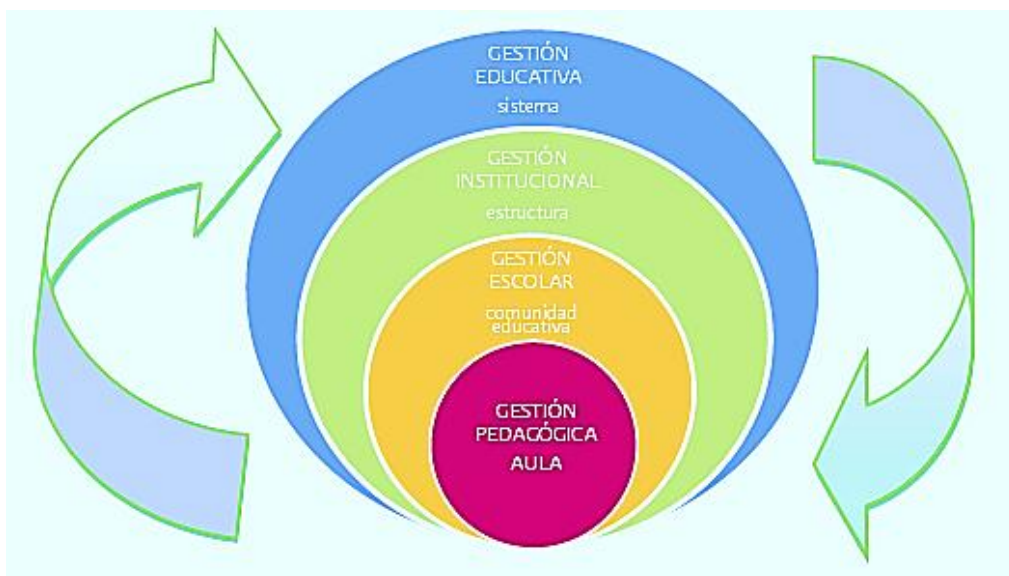 GESTIÓN
EDUCATIVA
sistema
GESTIÓN
INSTITUCIONAL
estructura
GESTIÓN
ESCOLAR
comunidad
educativa
GESTIÓN
PEDAGÓGICA
AULA